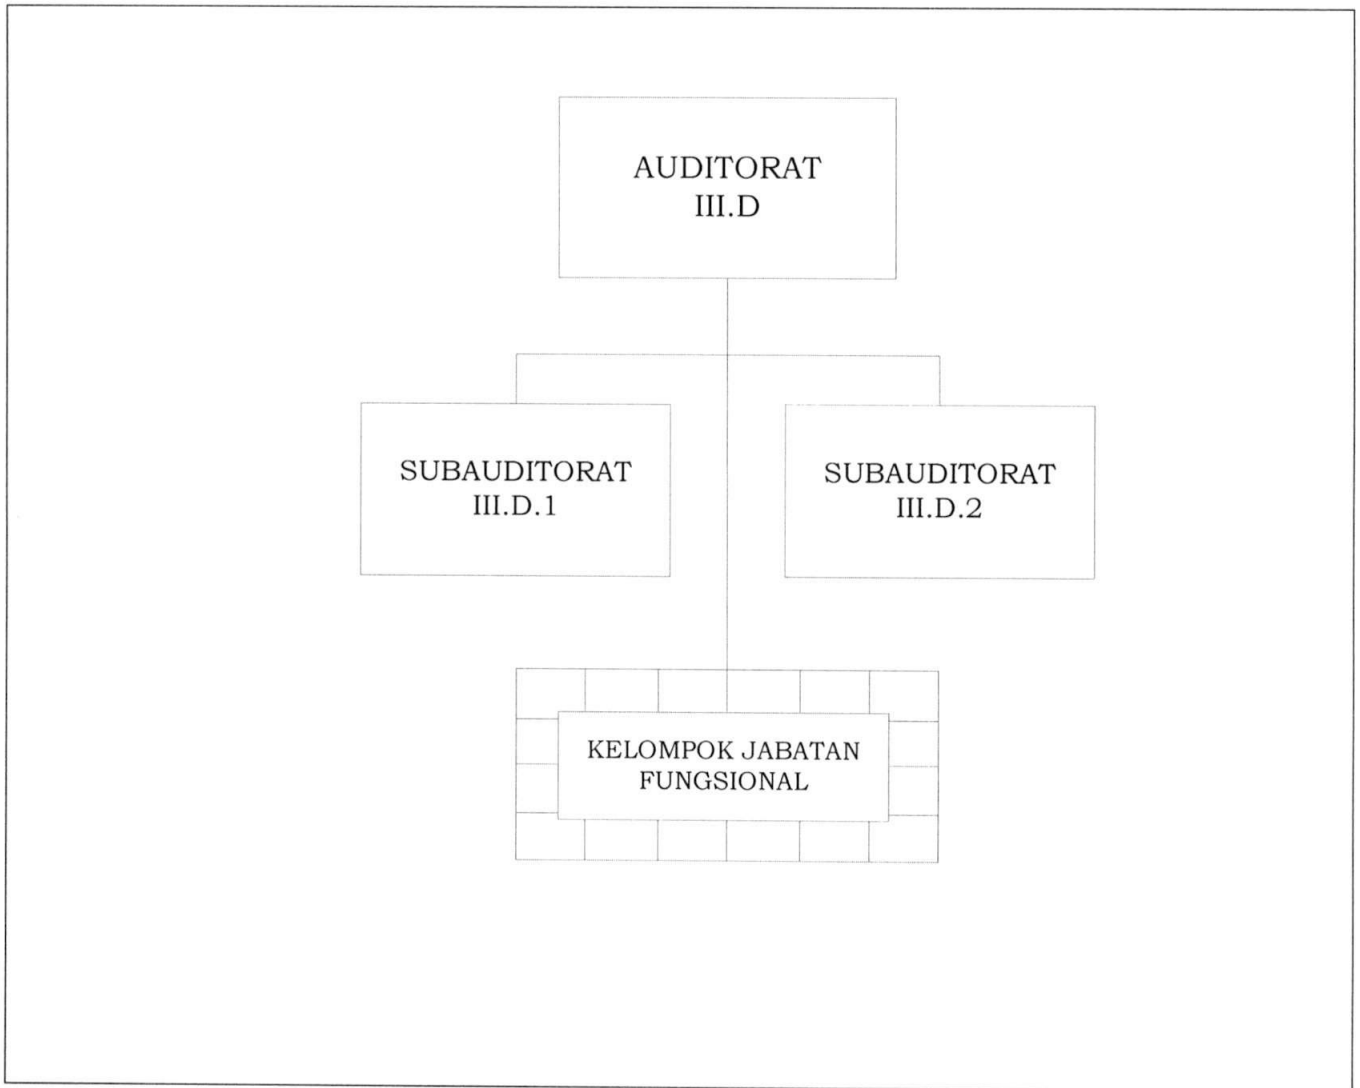 AUDITORAT
III.D
SUBAUDITORAT
III.D.1
SUBAUDITORAT
III.D.2
KELOMPOK JABATAN
FUNGSIONAL